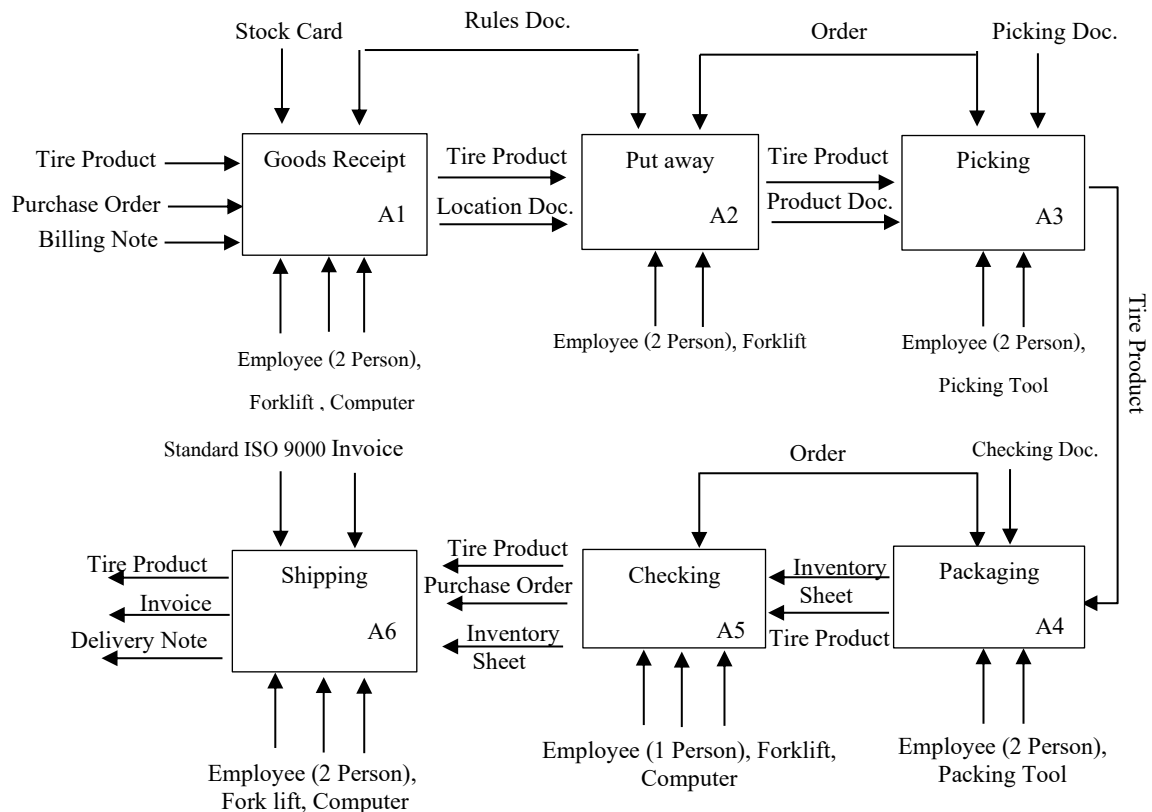 Stock Card
Rules Doc.
Order
Picking Doc.
Tire Product
Purchase Order
Billing Note
Goods Receipt
A1
Tire Product
Location Doc.
Put away
A2
Tire Product
Product Doc.
Picking
A3
Employee (2 Person),
Forklift , Computer
Employee (2 Person), Forklift
Employee (2 Person),
Picking Tool
Tire Product
Standard ISO 9000 Invoice
Order
Checking Doc.
Tire Product
Invoice
Delivery Note
Shipping
A6
Tire Product
Purchase Order
Inventory
Sheet
Checking
A5
Inventory
Sheet
Tire Product
Packaging
A4
Employee (2 Person),
Fork lift, Computer
Employee (1 Person), Forklift,
Computer
Employee (2 Person),
Packing Tool